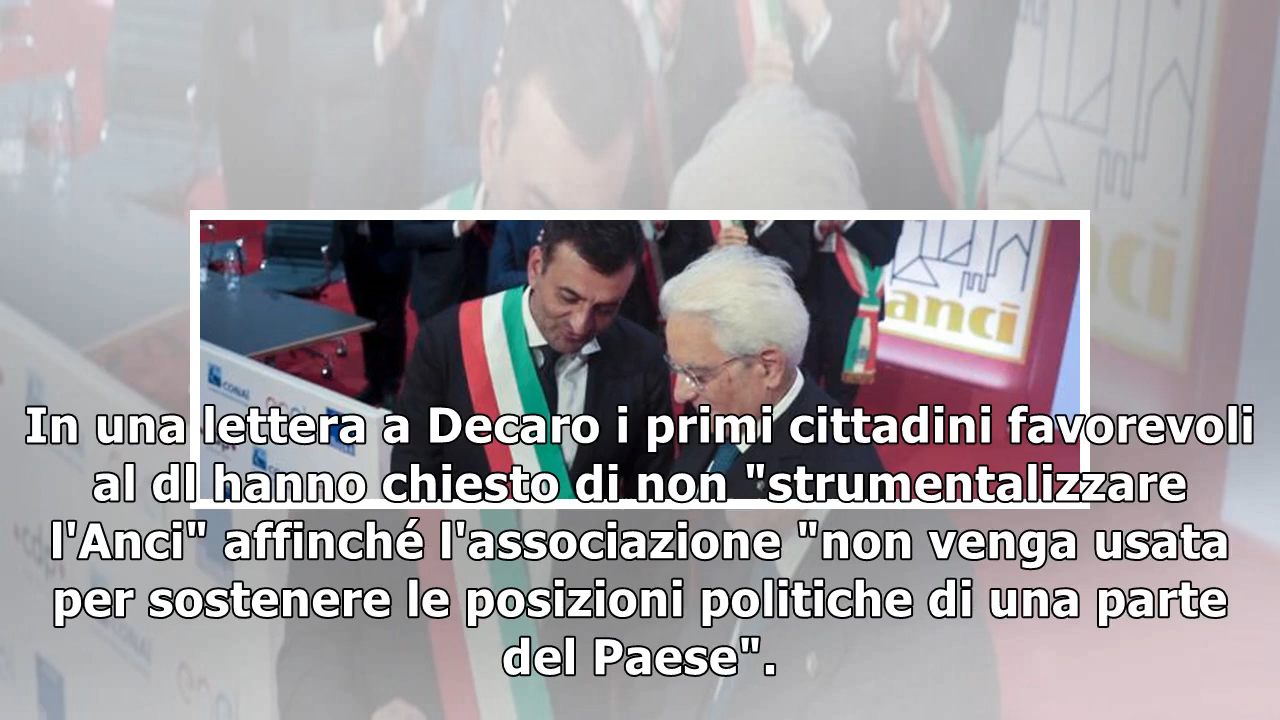 anci
CONAI
In una lettera a Decaro i primi cittadini favorevoli
al dl hanno chiesto di non "strumentalizzare
l'Anci" affinché l'associazione "non venga usata
per sostenere le posizioni politiche di una parte
del Paese".